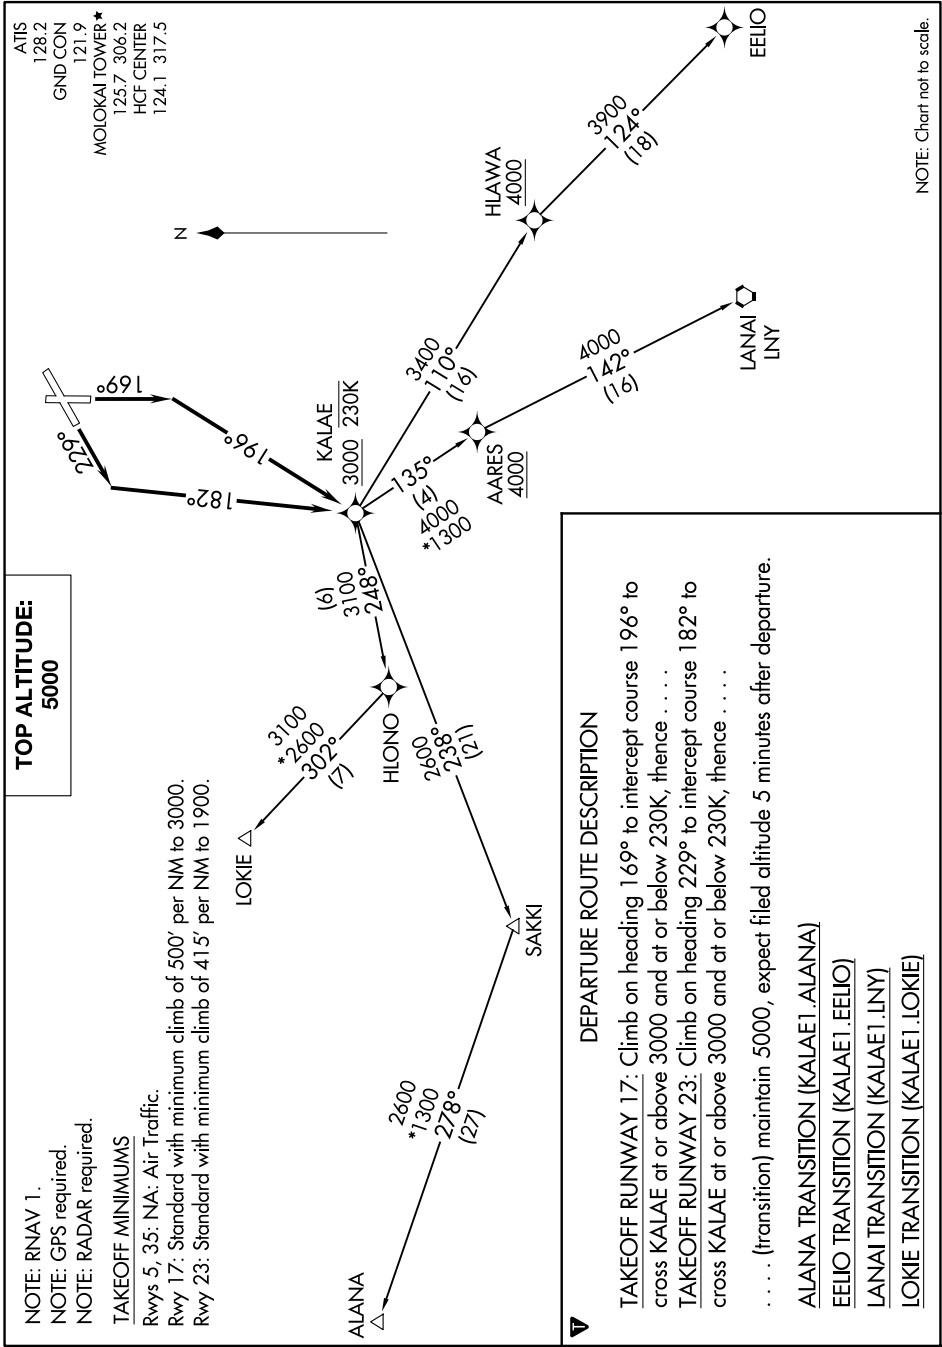 TOP ALTITUDE:
5000
ATIS
128.2
GND CON
121.9
MOLOKAI TOWER★
125.7 306.2
HCF CENTER
124.1 317.5
NOTE: RNAV 1.
NOTE: GPS required.
NOTE: RADAR required.
TAKEOFF MINIMUMS
Rwys 5, 35: NA: Air Traffic.
Rwy 17: Standard with minimum climb of 500' per NM to 3000.
Rwy 23: Standard with minimum climb of 415' per NM to 1900.
N
229°
169°
182°
196°
KALAE
3000 230K
LOKIE
3100
*2600
302°
(7)
HLONO
(6)
3100
248°
2600
238°
(21)
SAKKI
2600
*1300
278°
(27)
ALANA
135°
(4)
4000
*1300
AARES
4000
4000
142°
(16)
LANAI
LNY
3400
110°
(16)
HLAWA
4000
3900
124°
(18)
EELIO
NOTE: Chart not to scale.
T
DEPARTURE ROUTE DESCRIPTION
TAKEOFF RUNWAY 17: Climb on heading 169° to intercept course 196° to
cross KALAE at or above 3000 and at or below 230K, thence . . . .
TAKEOFF RUNWAY 23: Climb on heading 229° to intercept course 182° to
cross KALAE at or above 3000 and at or below 230K, thence . . . .
. . . . (transition) maintain 5000, expect filed altitude 5 minutes after departure.
ALANA TRANSITION (KALAE1.ALANA)
EELIO TRANSITION (KALAE1.EELIO)
LANAI TRANSITION (KALAE1.LNY)
LOKIE TRANSITION (KALAE1.LOKIE)